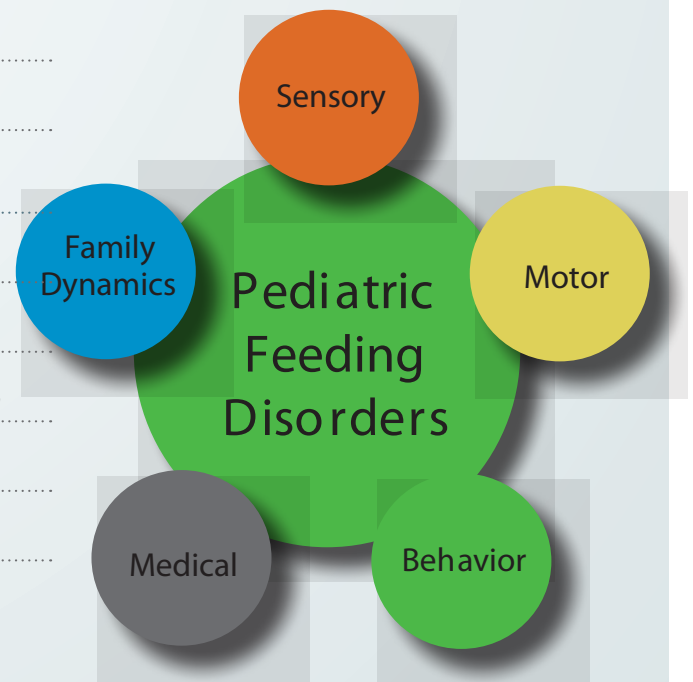 Sensory
Family
Dynamics
Motor
Pediatric
Feeding
Disorders
Medical
Behavior